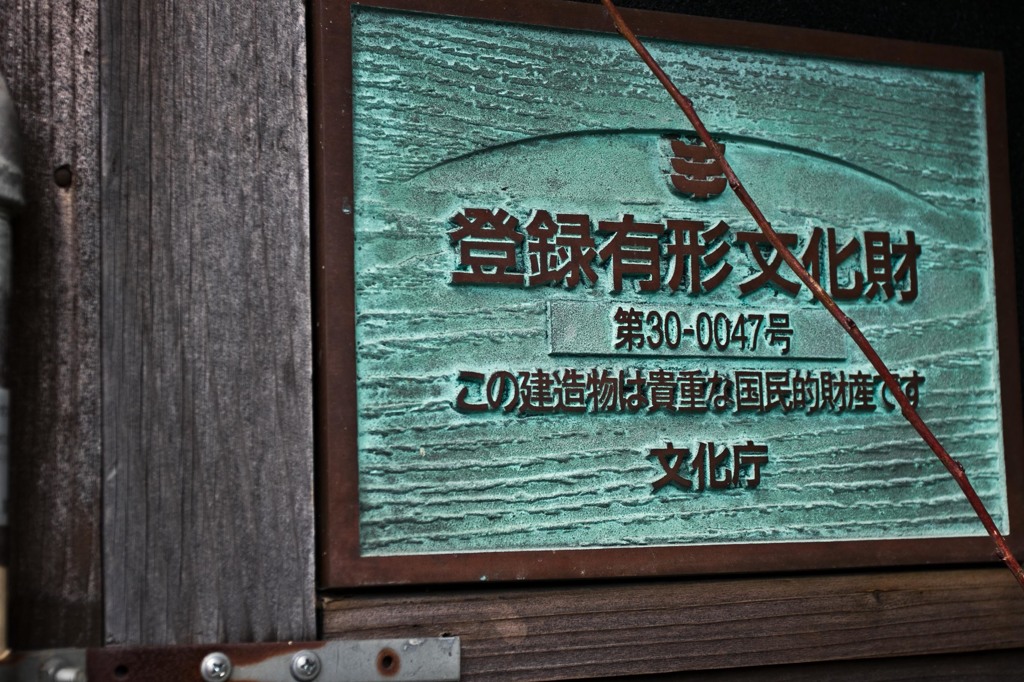 登録有形文化財
第30-0047号
この建造物は貴重な国民的財産です
文化庁